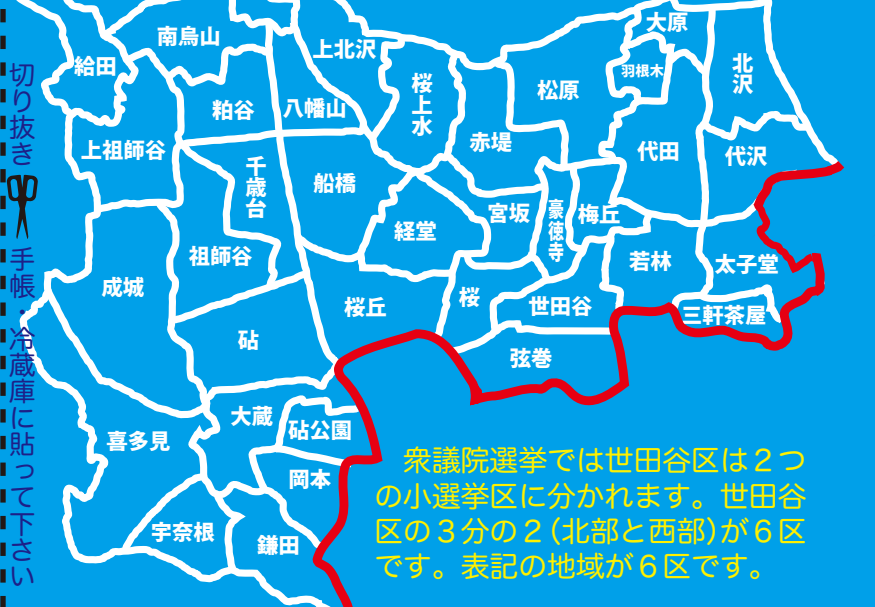 切り抜き
手帳・冷蔵庫に貼って下さい
大原
南烏山
上北沢
給田
羽根木
北沢
桜上水
松原
粕谷
八幡山
赤堤
上祖師谷
代田
代沢
千歳台
船橋
宮坂
豪徳寺
梅丘
経堂
祖師谷
若林
太子堂
成城
桜丘
桜
世田谷
三軒茶屋
砧
弦巻
大蔵
砧公園
喜多見
岡本
宇奈根
鎌田
衆議院選挙では世田谷区は２つ
の小選挙区に分かれます。世田谷
区の３分の２(北部と西部)が６区
です。表記の地域が６区です。